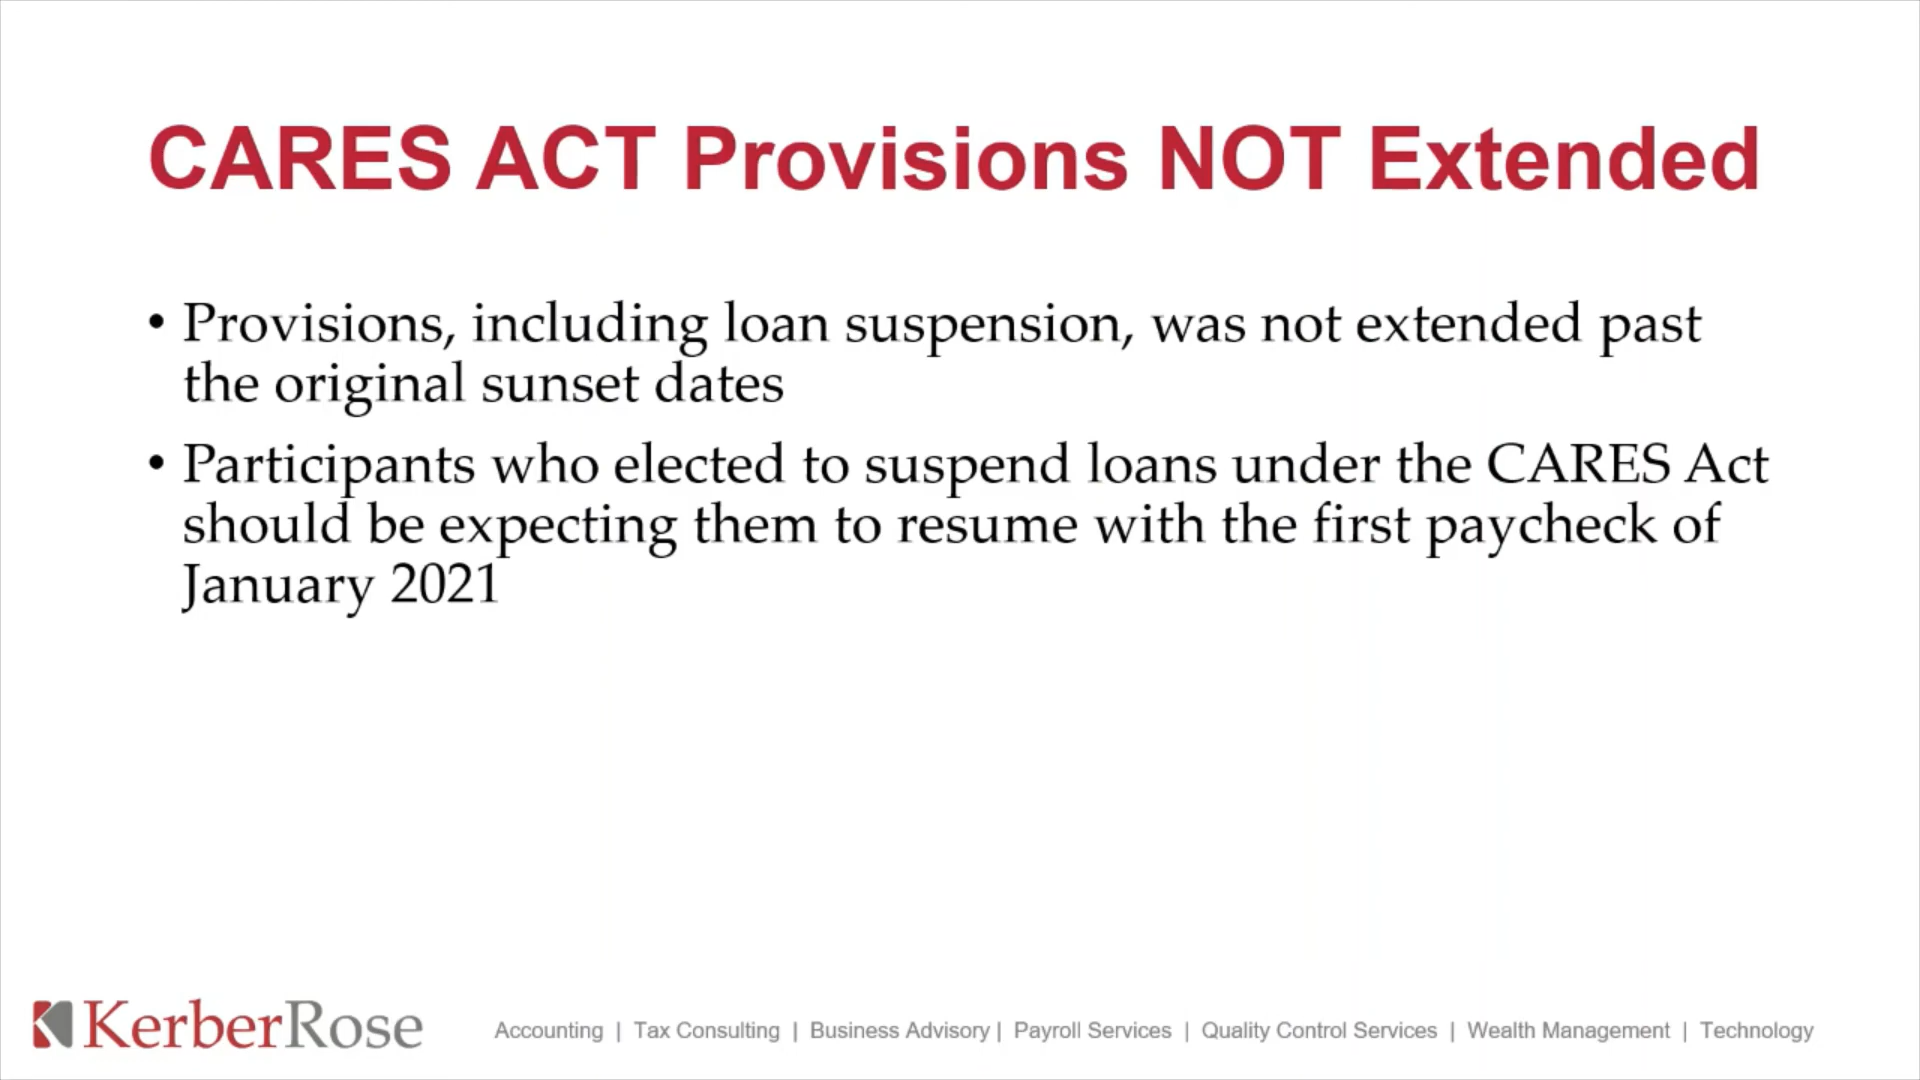 CARES ACT Provisions NOT Extended
• Provisions, including loan suspension, was not extended past
the original sunset dates
• Participants who elected to suspend loans under the CARES Act
should be expecting them to resume with the first paycheck of
January 2021
KerberRose
Accounting | Tax Consulting | Business Advisory | Payroll Services | Quality Control Services | Wealth Management | Technology